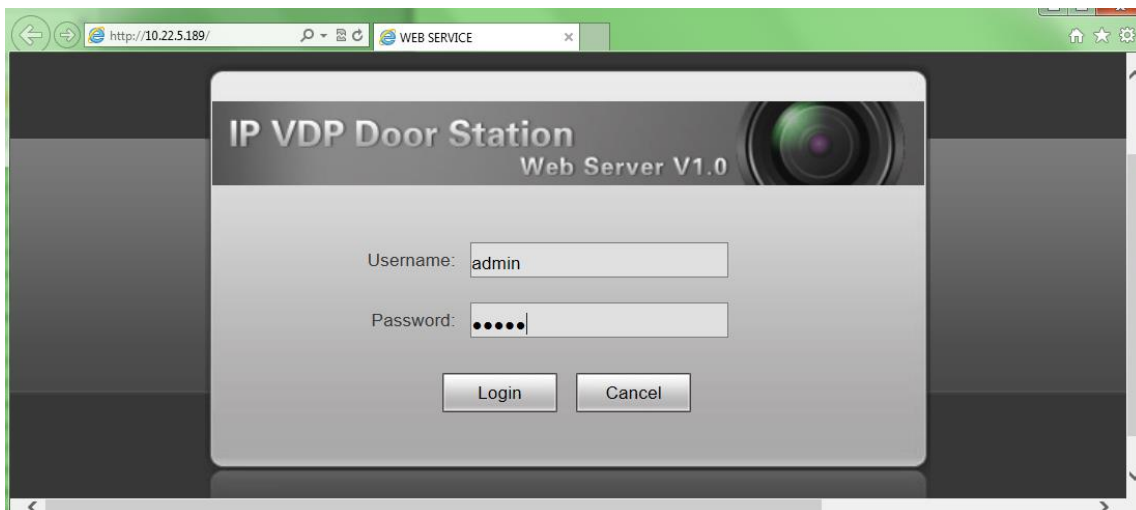 http://10.22.5.189/
WEB SERVICE
IP VDP Door Station
Web Server V1.0
Username: admin
Password: •••••
Login Cancel